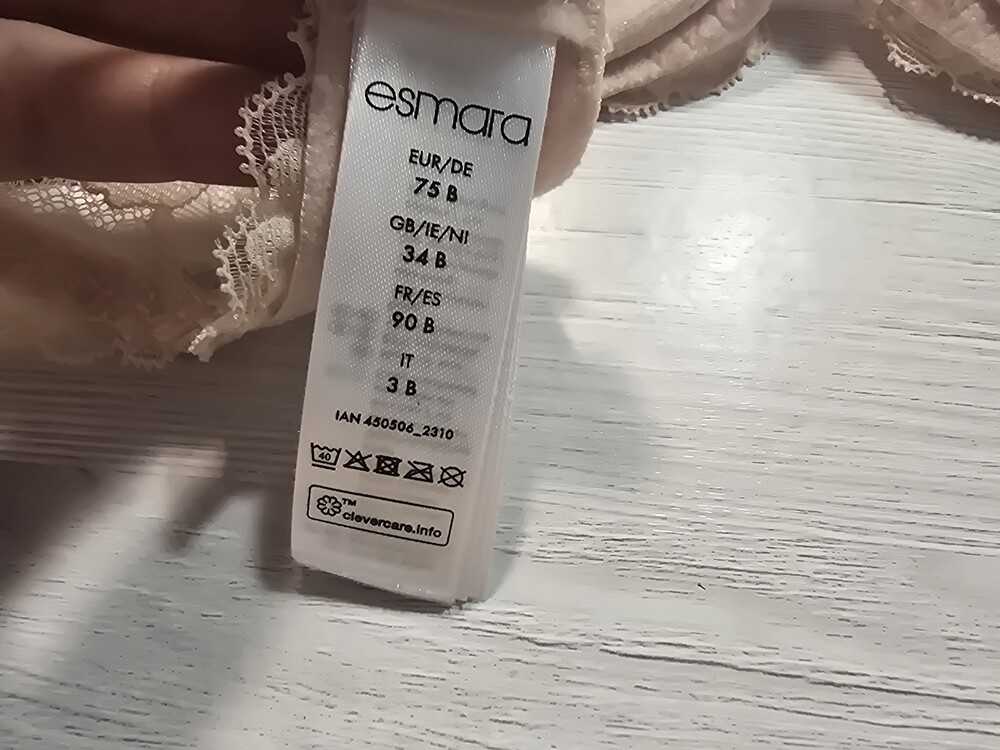 esmara
EUR/DE
75 B
GB/IE/NI
34 B
FR/ES
90 B
IT
3 B
IAN 450506_2310
40
TM
clevercare.info